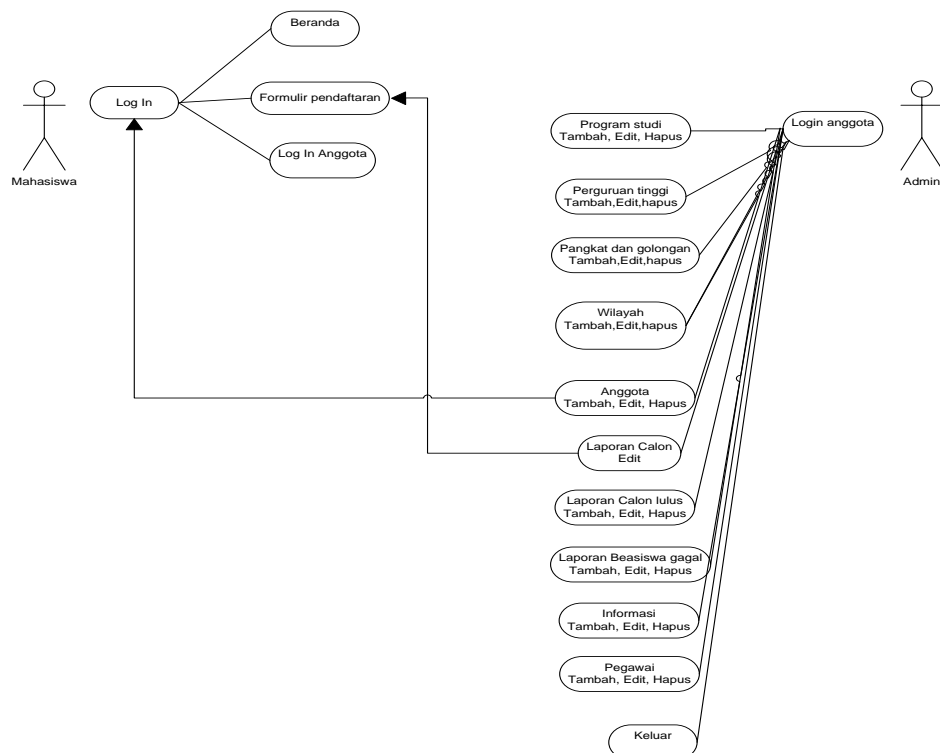 Beranda
Log In
Formulir pendaftaran
Log In Anggota
Mahasiswa
Login anggota
Admin
Program studi
Tambah, Edit, Hapus
Perguruan tinggi
Tambah,Edit,hapus
Pangkat dan golongan
Tambah,Edit,hapus
Wilayah
Tambah,Edit,hapus
Anggota
Tambah, Edit, Hapus
Laporan Calon
Edit
Laporan Calon lulus
Tambah, Edit, Hapus
Laporan Beasiswa gagal
Tambah, Edit, Hapus
Informasi
Tambah, Edit, Hapus
Pegawai
Tambah, Edit, Hapus
Keluar